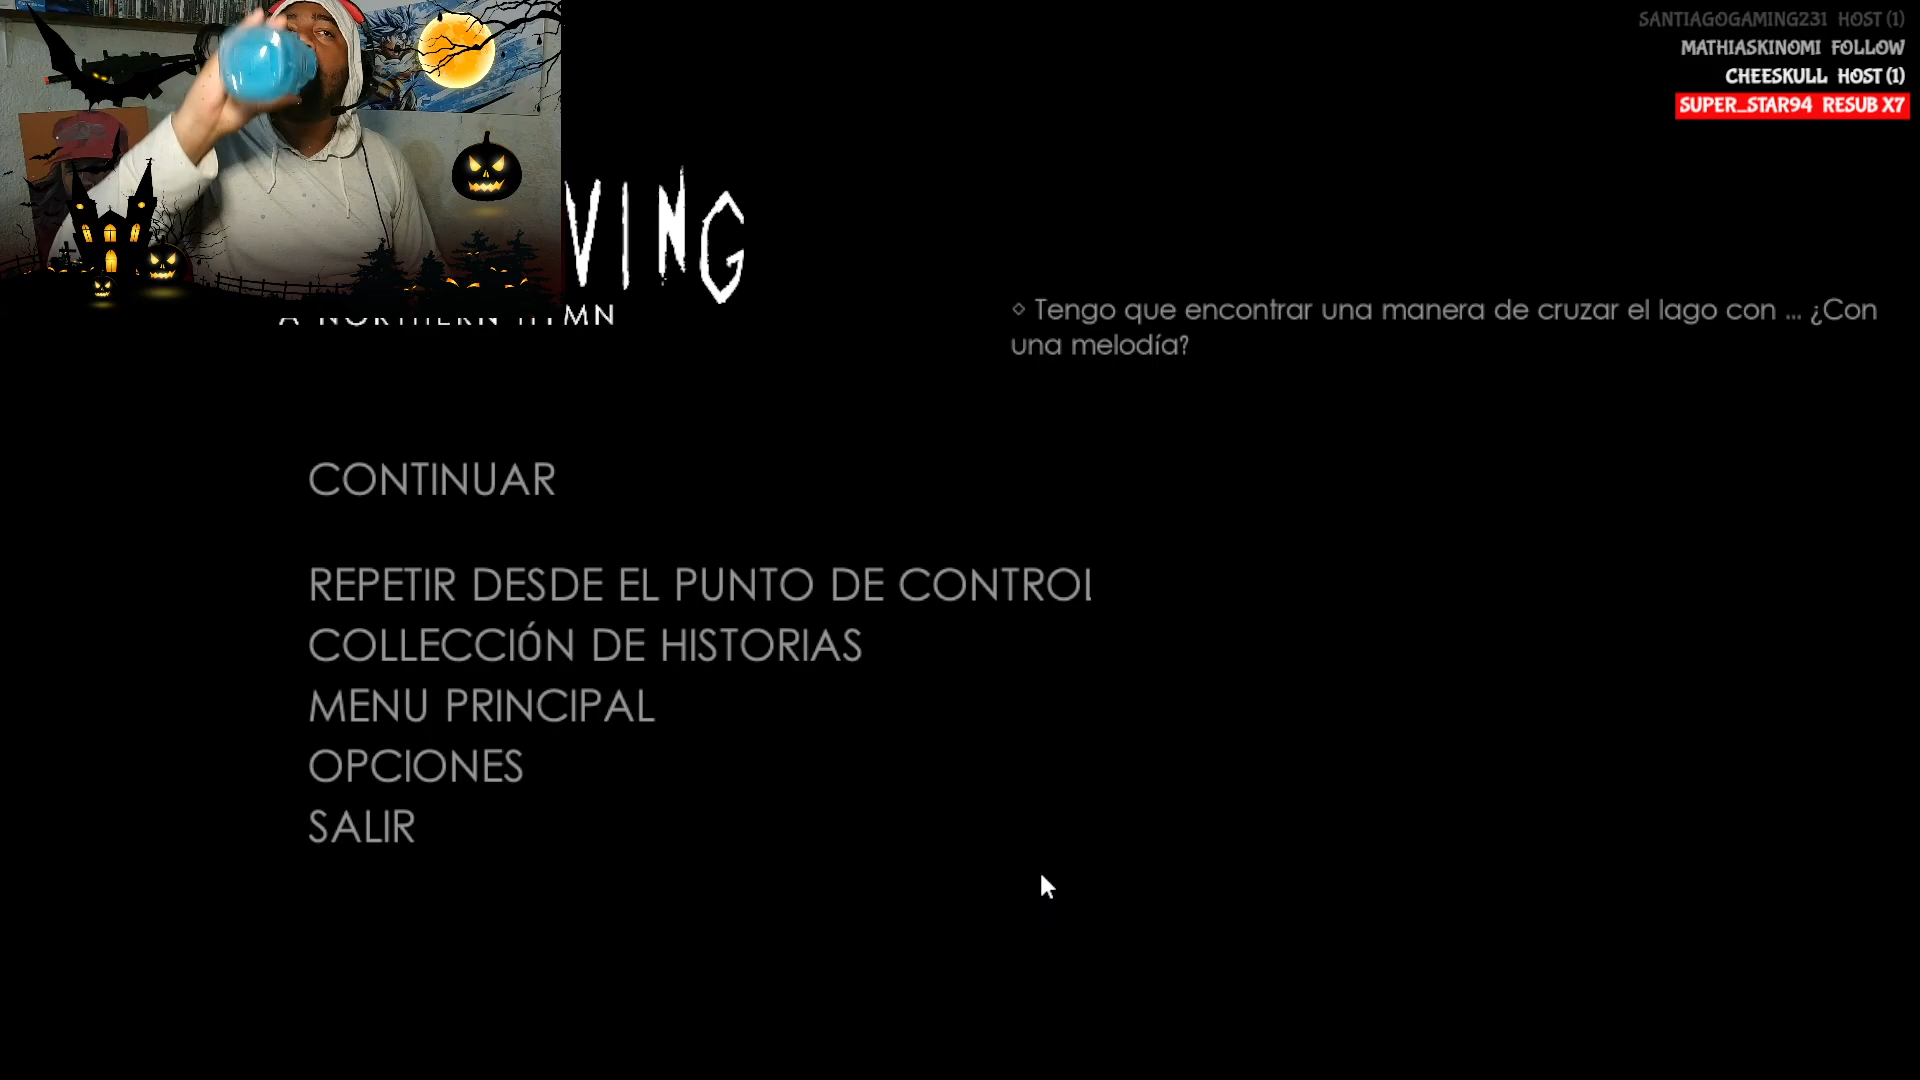 SANTIAGOGAMING231 HOST (1)
MATHIASKINOMI FOLLOW
CHEESKULL HOST (1)
SUPER_STAR94 RESUB X7
VING
A NORTHERN HYMN
◇ Tengo que encontrar una manera de cruzar el lago con ... ¿Con
una melodía?
CONTINUAR
REPETIR DESDE EL PUNTO DE CONTROL
COLLECCIÓN DE HISTORIAS
MENU PRINCIPAL
OPCIONES
SALIR